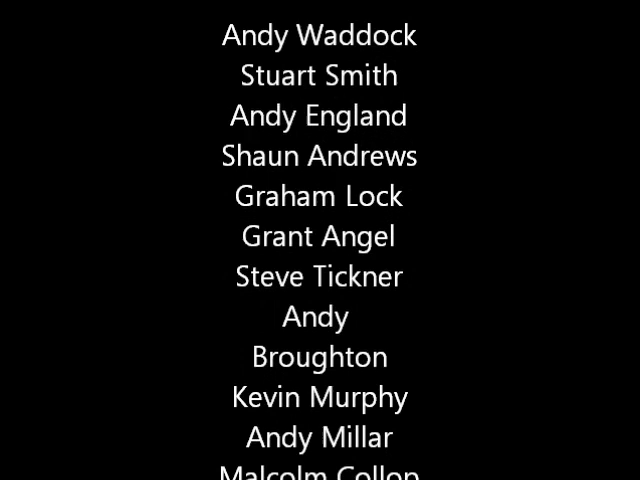 Andy Waddock
Stuart Smith
Andy England
Shaun Andrews
Graham Lock
Grant Angel
Steve Tickner
Andy
Broughton
Kevin Murphy
Andy Millar
Malcolm